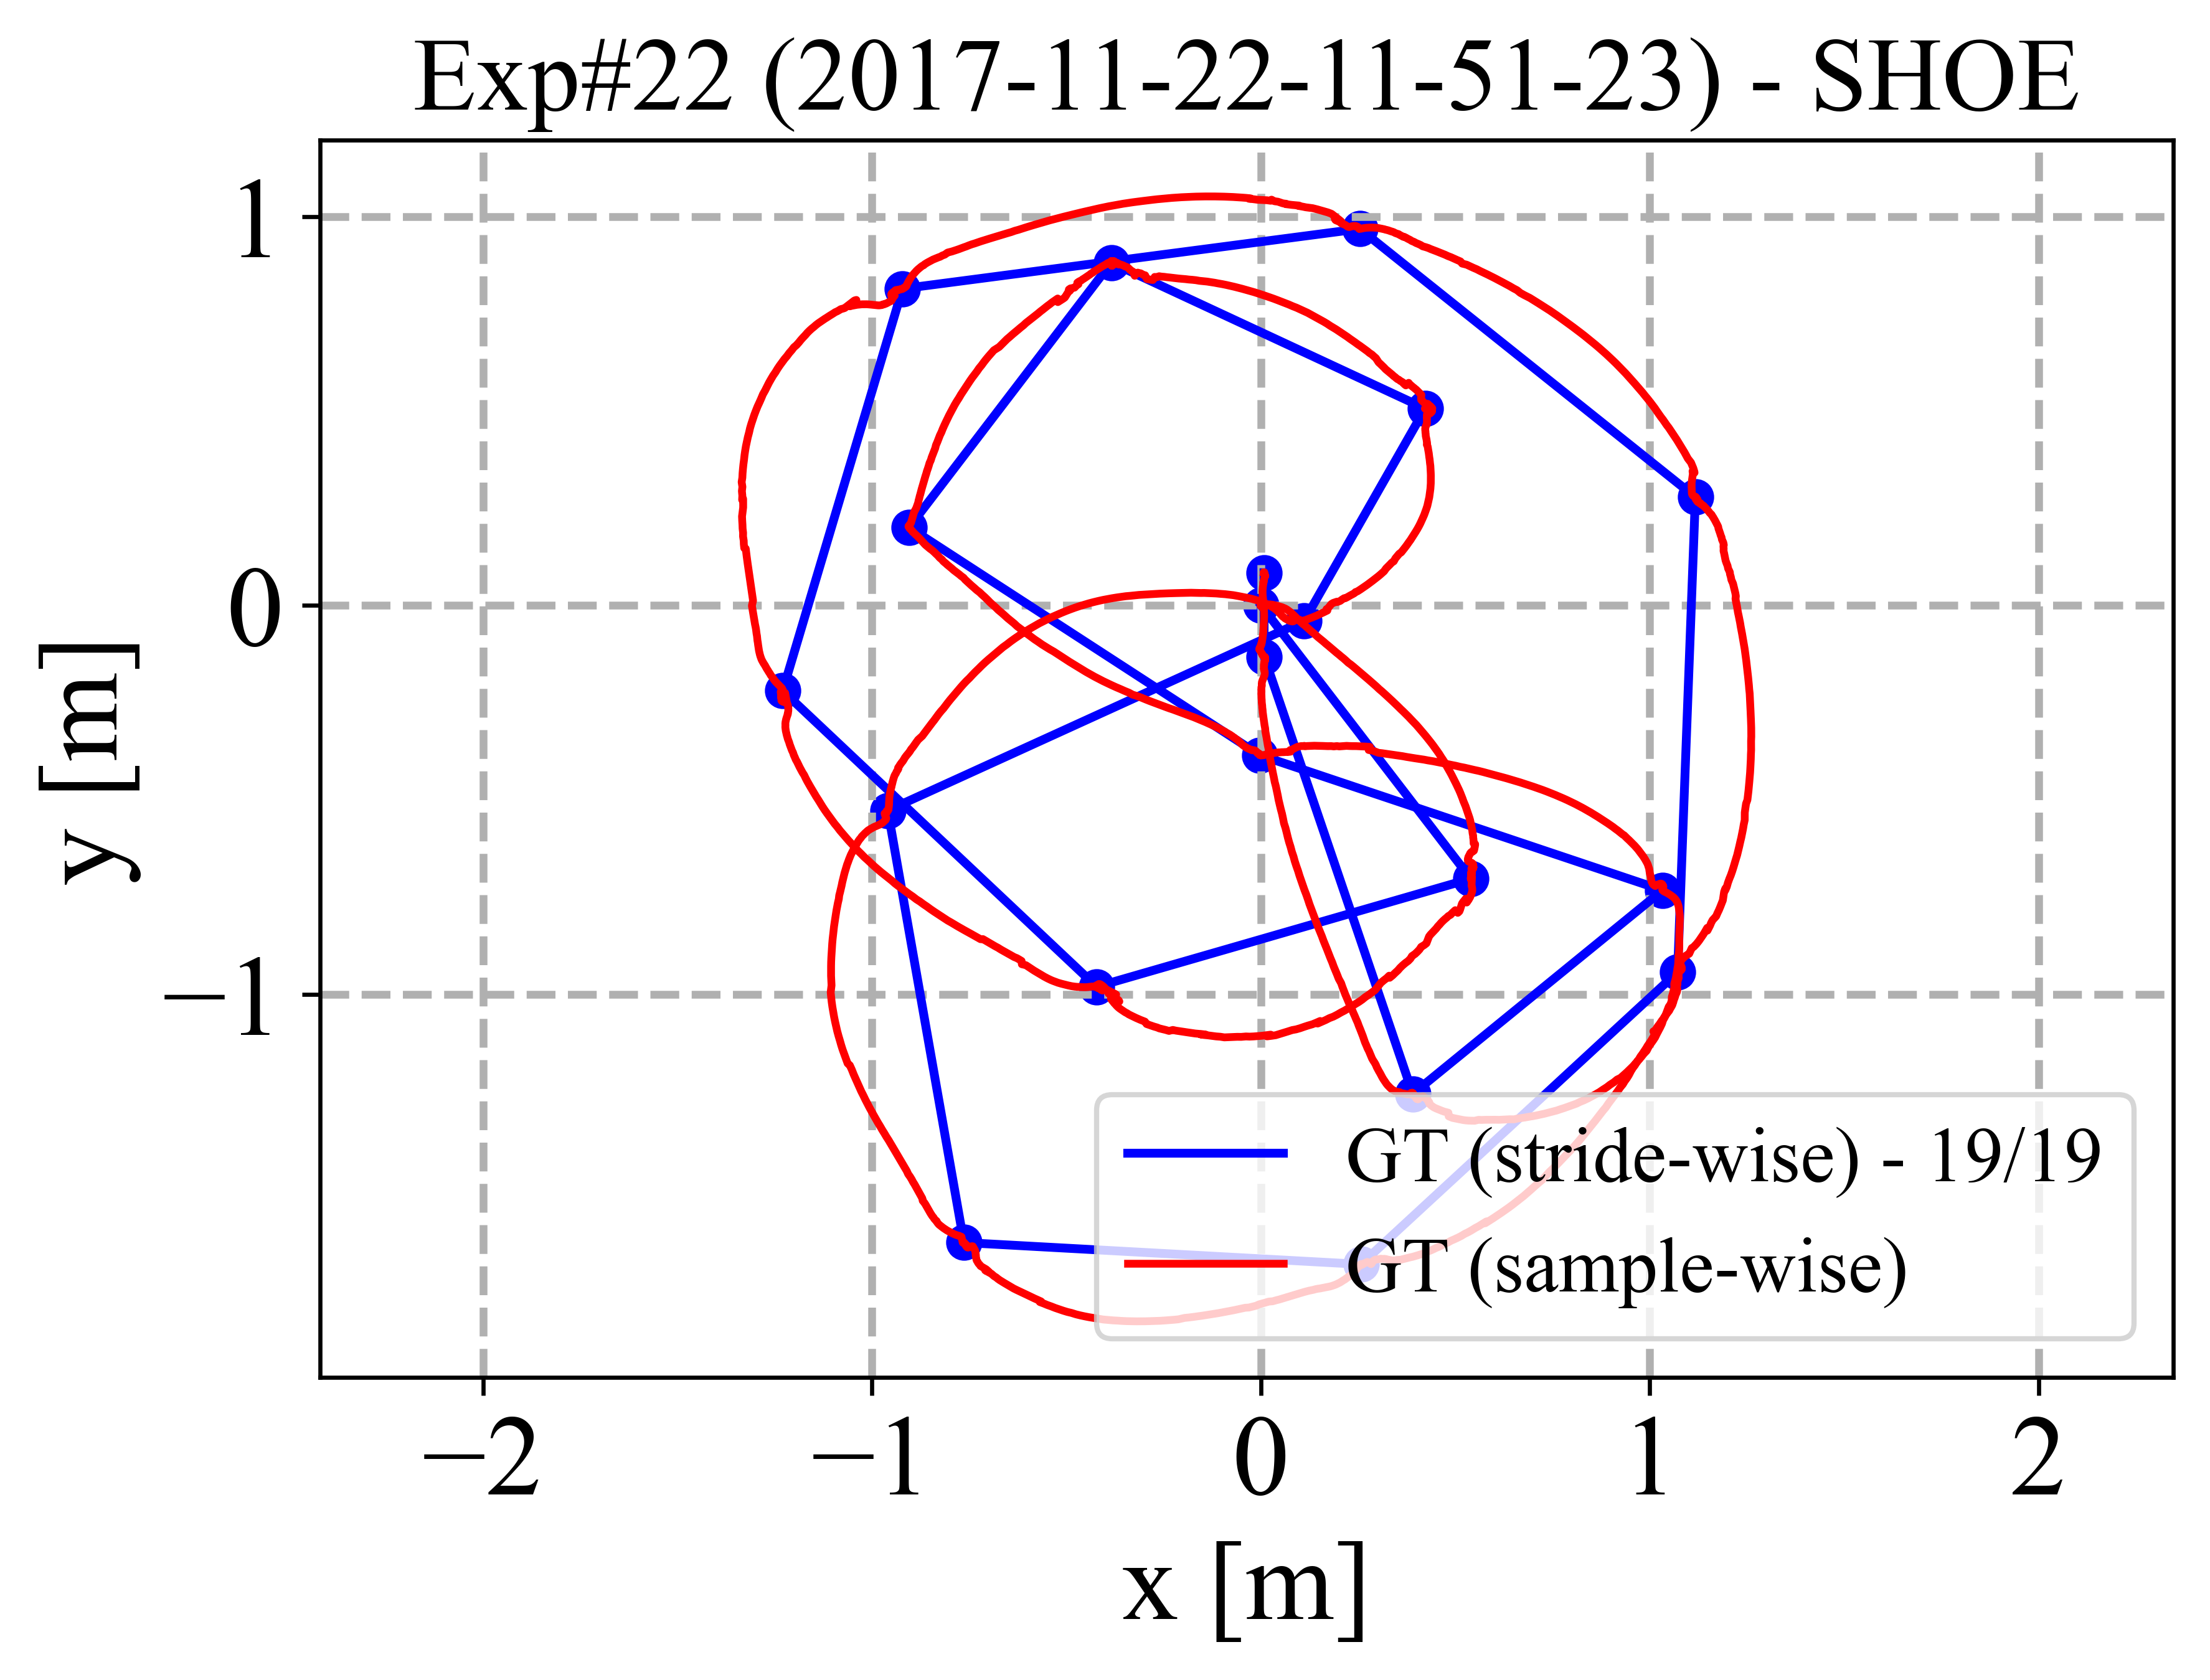 Exp#22 (2017-11-22-11-51-23) - SHOE
1
0
−1
y [m]
GT (stride-wise) - 19/19
GT (sample-wise)
−2
−1
0
1
2
x [m]